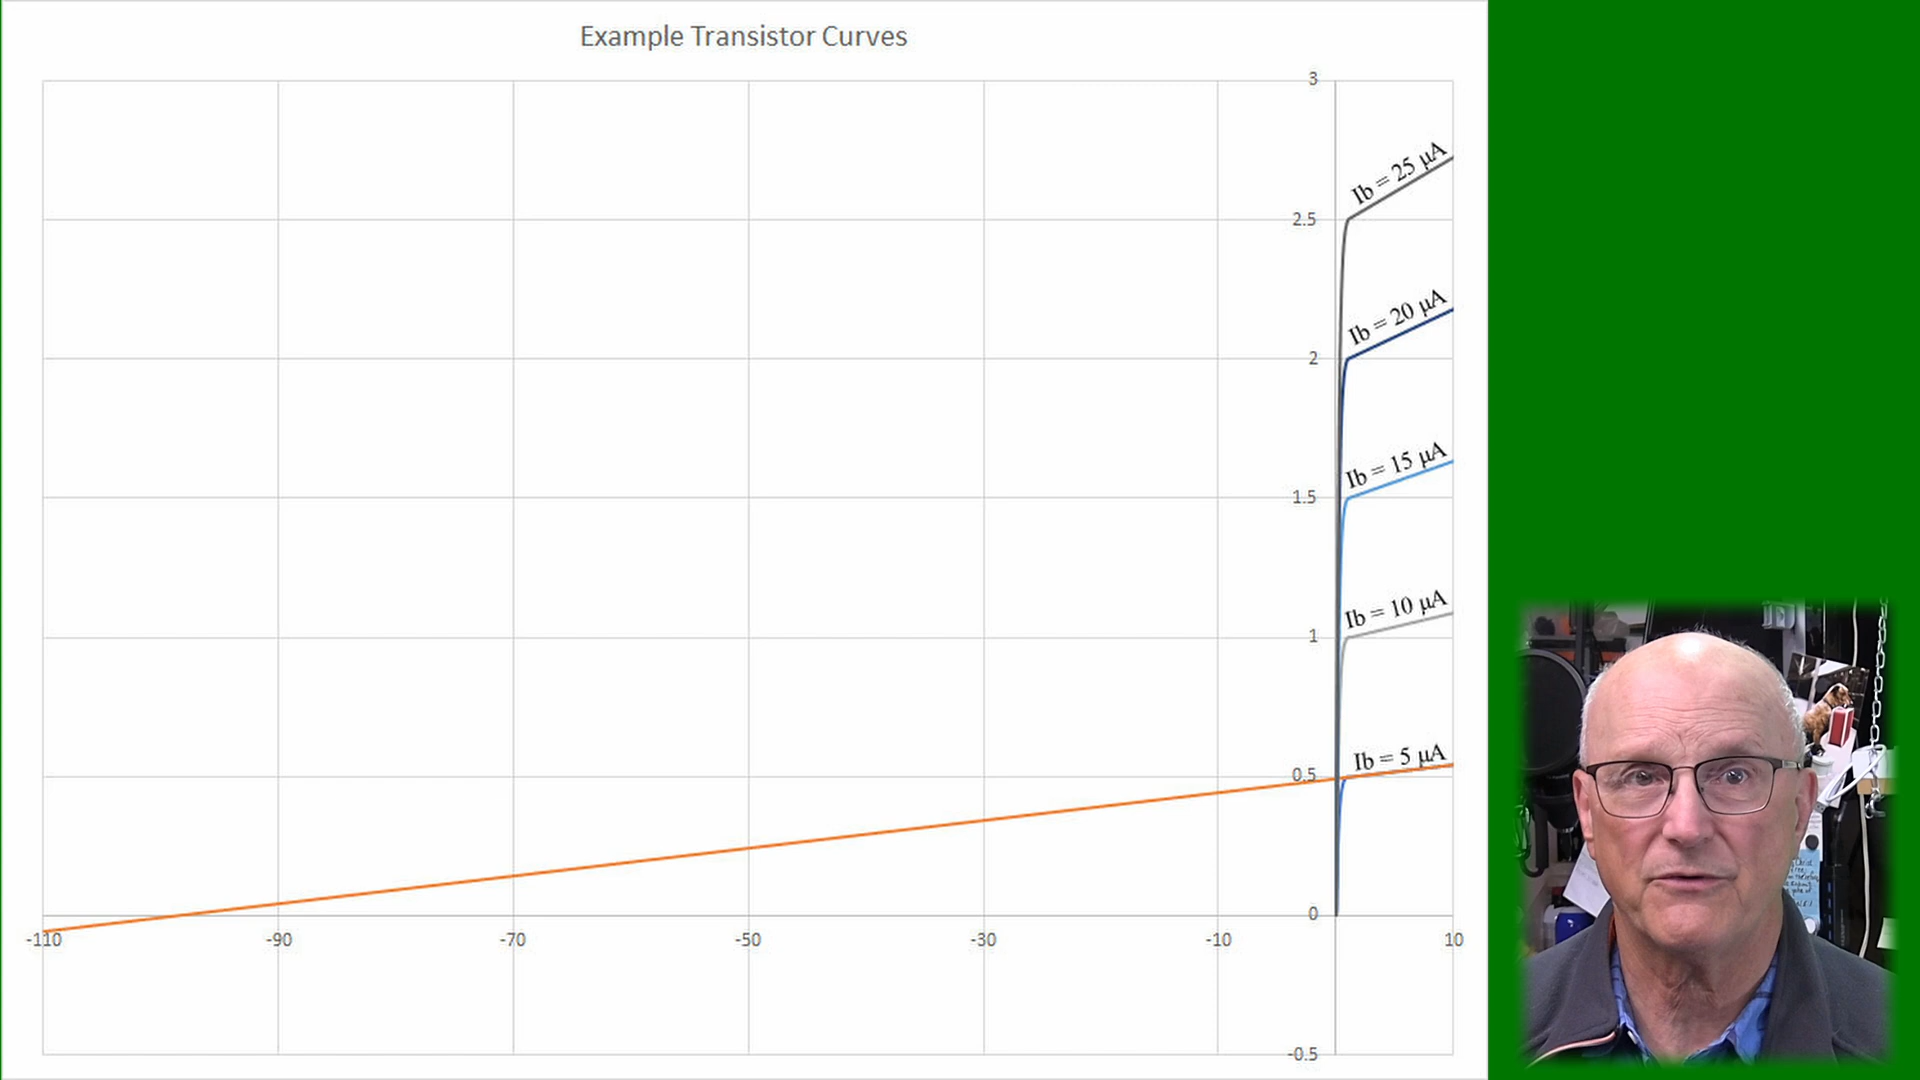 Example Transistor Curves
3
Ib = 25 µA
2.5
Ib = 20 µA
2
Ib = 15 µA
1.5
Ib = 10 µA
1
Ib = 5 µA
0.5
0
-110 -90 -70 -50 -30 -10 10
-0.5